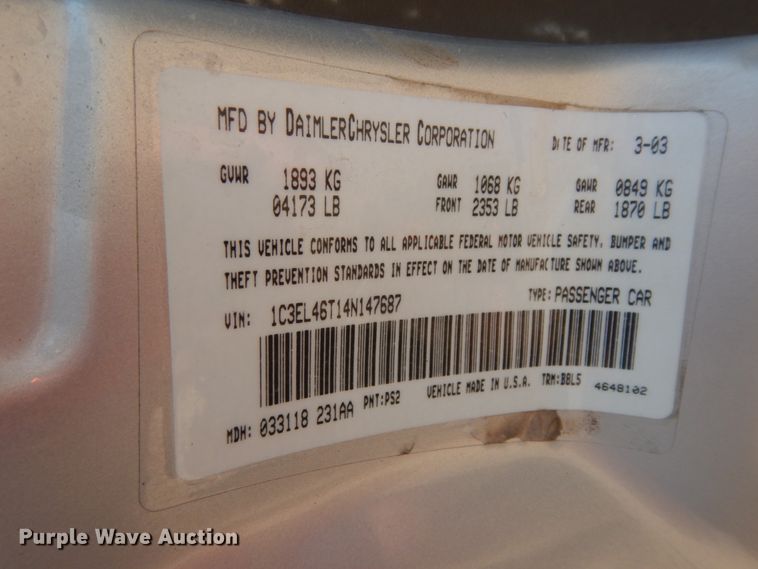 MFD BY DAIMLERCHRYSLER CORPORATION DATE OF MFR: 3-03
GVWR 1893 KG GAWR 1068 KG GAWR 0849 KG
04173 LB FRONT 2353 LB REAR 1870 LB
THIS VEHICLE CONFORMS TO ALL APPLICABLE FEDERAL MOTOR VEHICLE SAFETY, BUMPER AND
THEFT PREVENTION STANDARDS IN EFFECT ON THE DATE OF MANUFACTURE SHOWN ABOVE.
VIN: 1C3EL46T14N147687 TYPE: PASSENGER CAR
MDH: 033118 231AA PNT:PS2 VEHICLE MADE IN U.S.A. TRM:BBL5 4648102
Purple Wave Auction